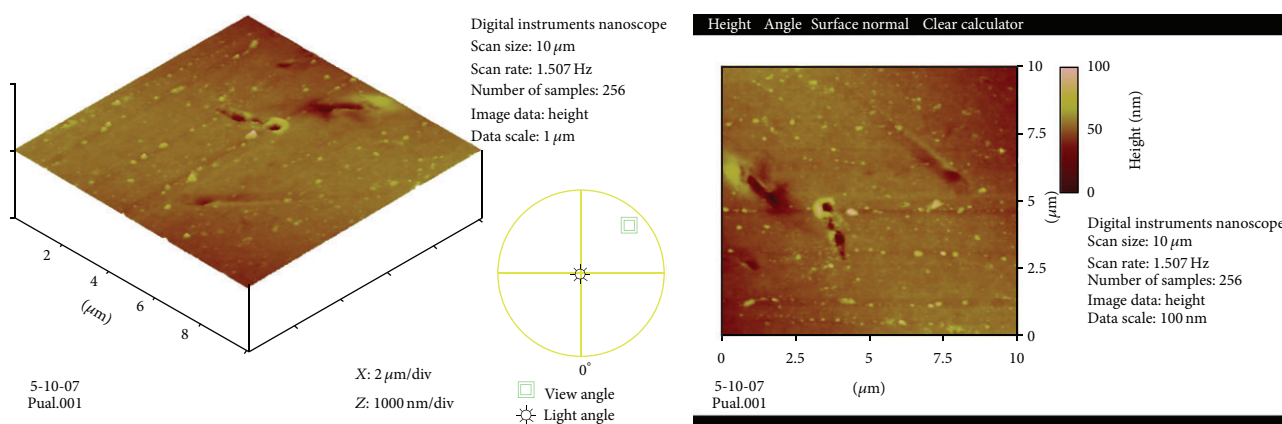 Digital instruments nanoscope
Scan size: 10 μm
Scan rate: 1.507 Hz
Number of samples: 256
Image data: height
Data scale: 1 μm
2
4
6
8
(μm)
0°
View angle
Light angle
X: 2 μm/div
Z: 1000 nm/div
5-10-07
Pual.001
Height Angle Surface normal Clear calculator
10
7.5
5
2.5
0
(μm)
100
50
0
Height (nm)
0 2.5 5 7.5 10
(μm)
Digital instruments nanoscope
Scan size: 10 μm
Scan rate: 1.507 Hz
Number of samples: 256
Image data: height
Data scale: 100 nm
5-10-07
Pual.001